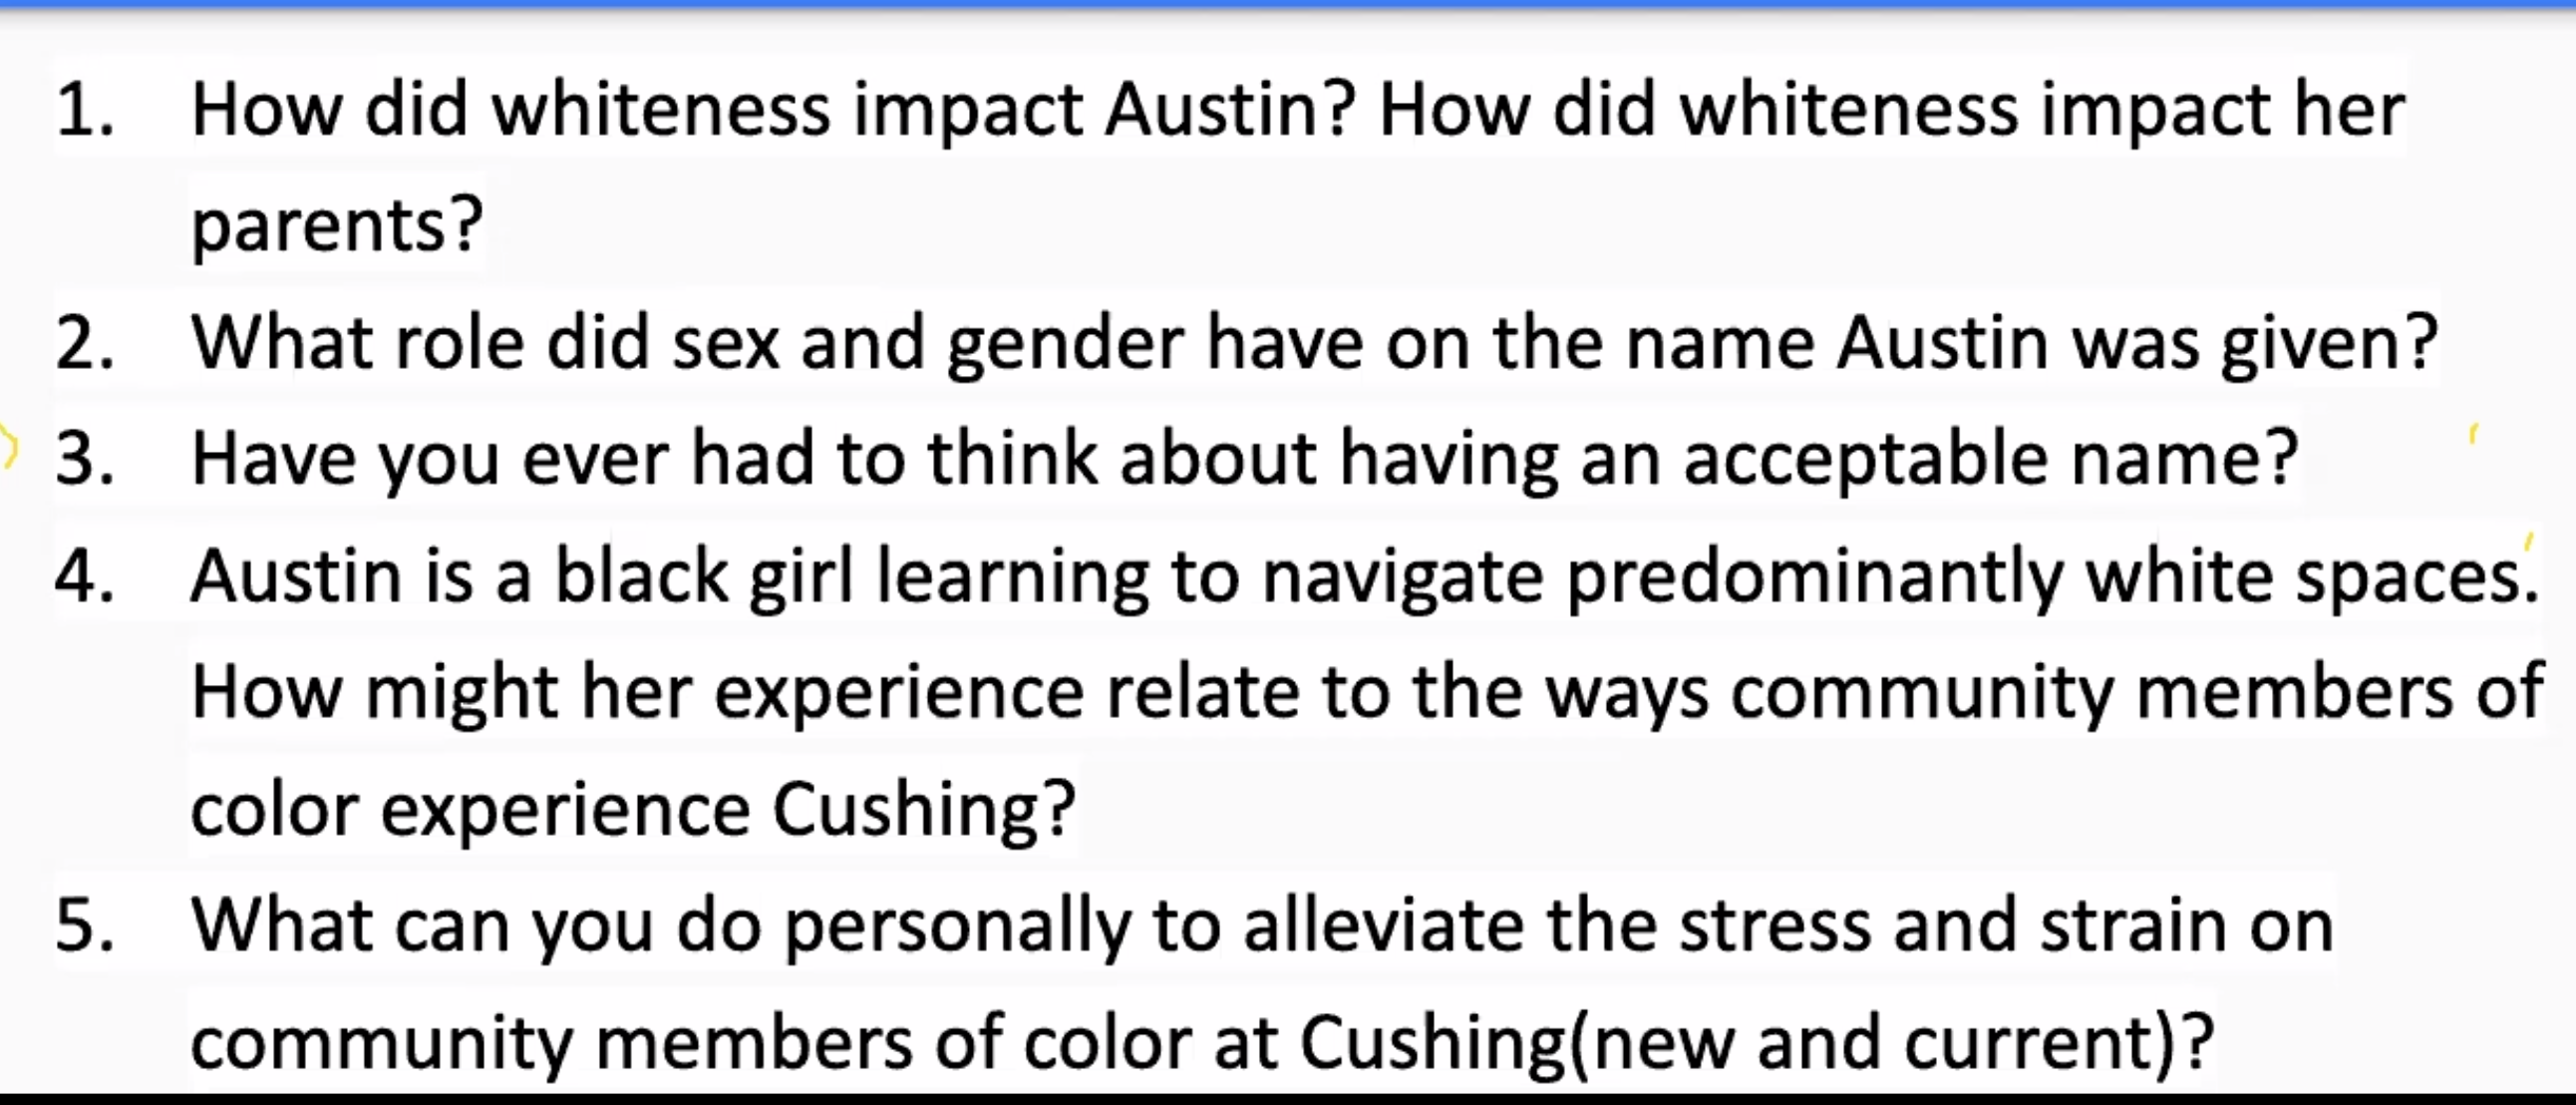 1. How did whiteness impact Austin? How did whiteness impact her
parents?
2. What role did sex and gender have on the name Austin was given?
3. Have you ever had to think about having an acceptable name?
4. Austin is a black girl learning to navigate predominantly white spaces.
How might her experience relate to the ways community members of
color experience Cushing?
5. What can you do personally to alleviate the stress and strain on
community members of color at Cushing(new and current)?